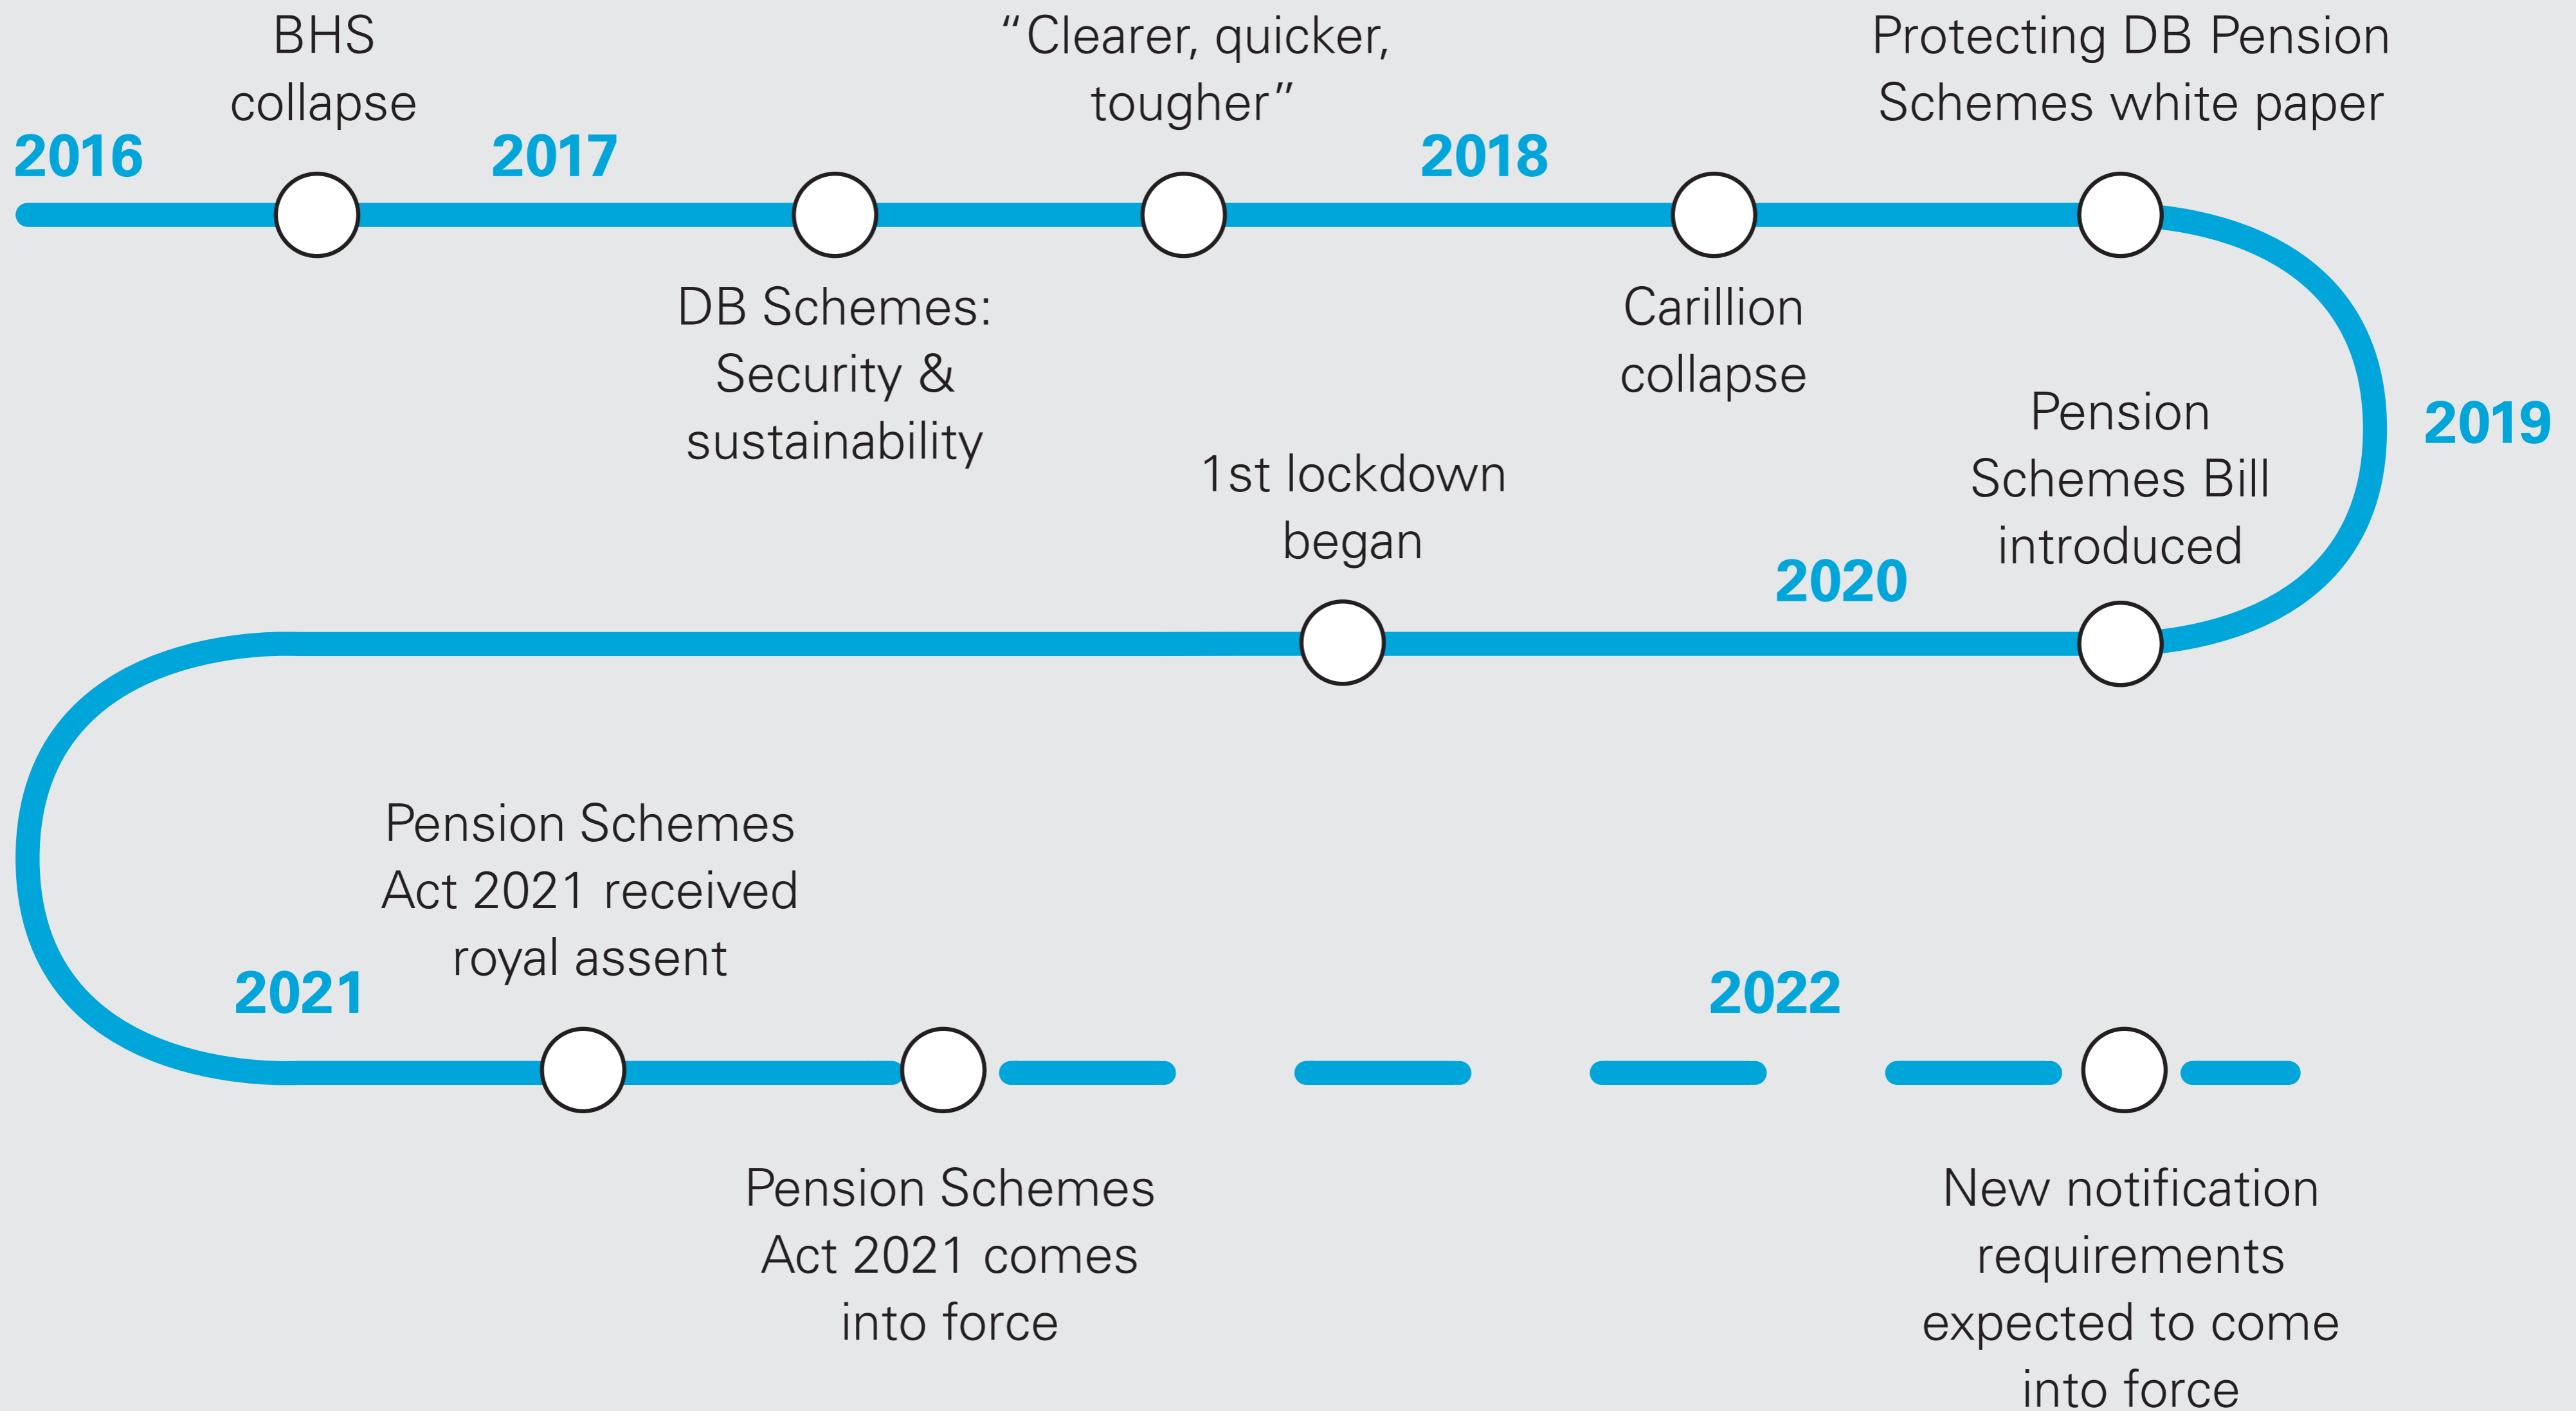 2016
BHS
collapse
2017
DB Schemes:
Security &
sustainability
“Clearer, quicker,
tougher”
2018
Carillion
collapse
Protecting DB Pension
Schemes white paper
2019
Pension
Schemes Bill
introduced
2020
1st lockdown
began
2021
Pension Schemes
Act 2021 received
royal assent
Pension Schemes
Act 2021 comes
into force
2022
New notification
requirements
expected to come
into force